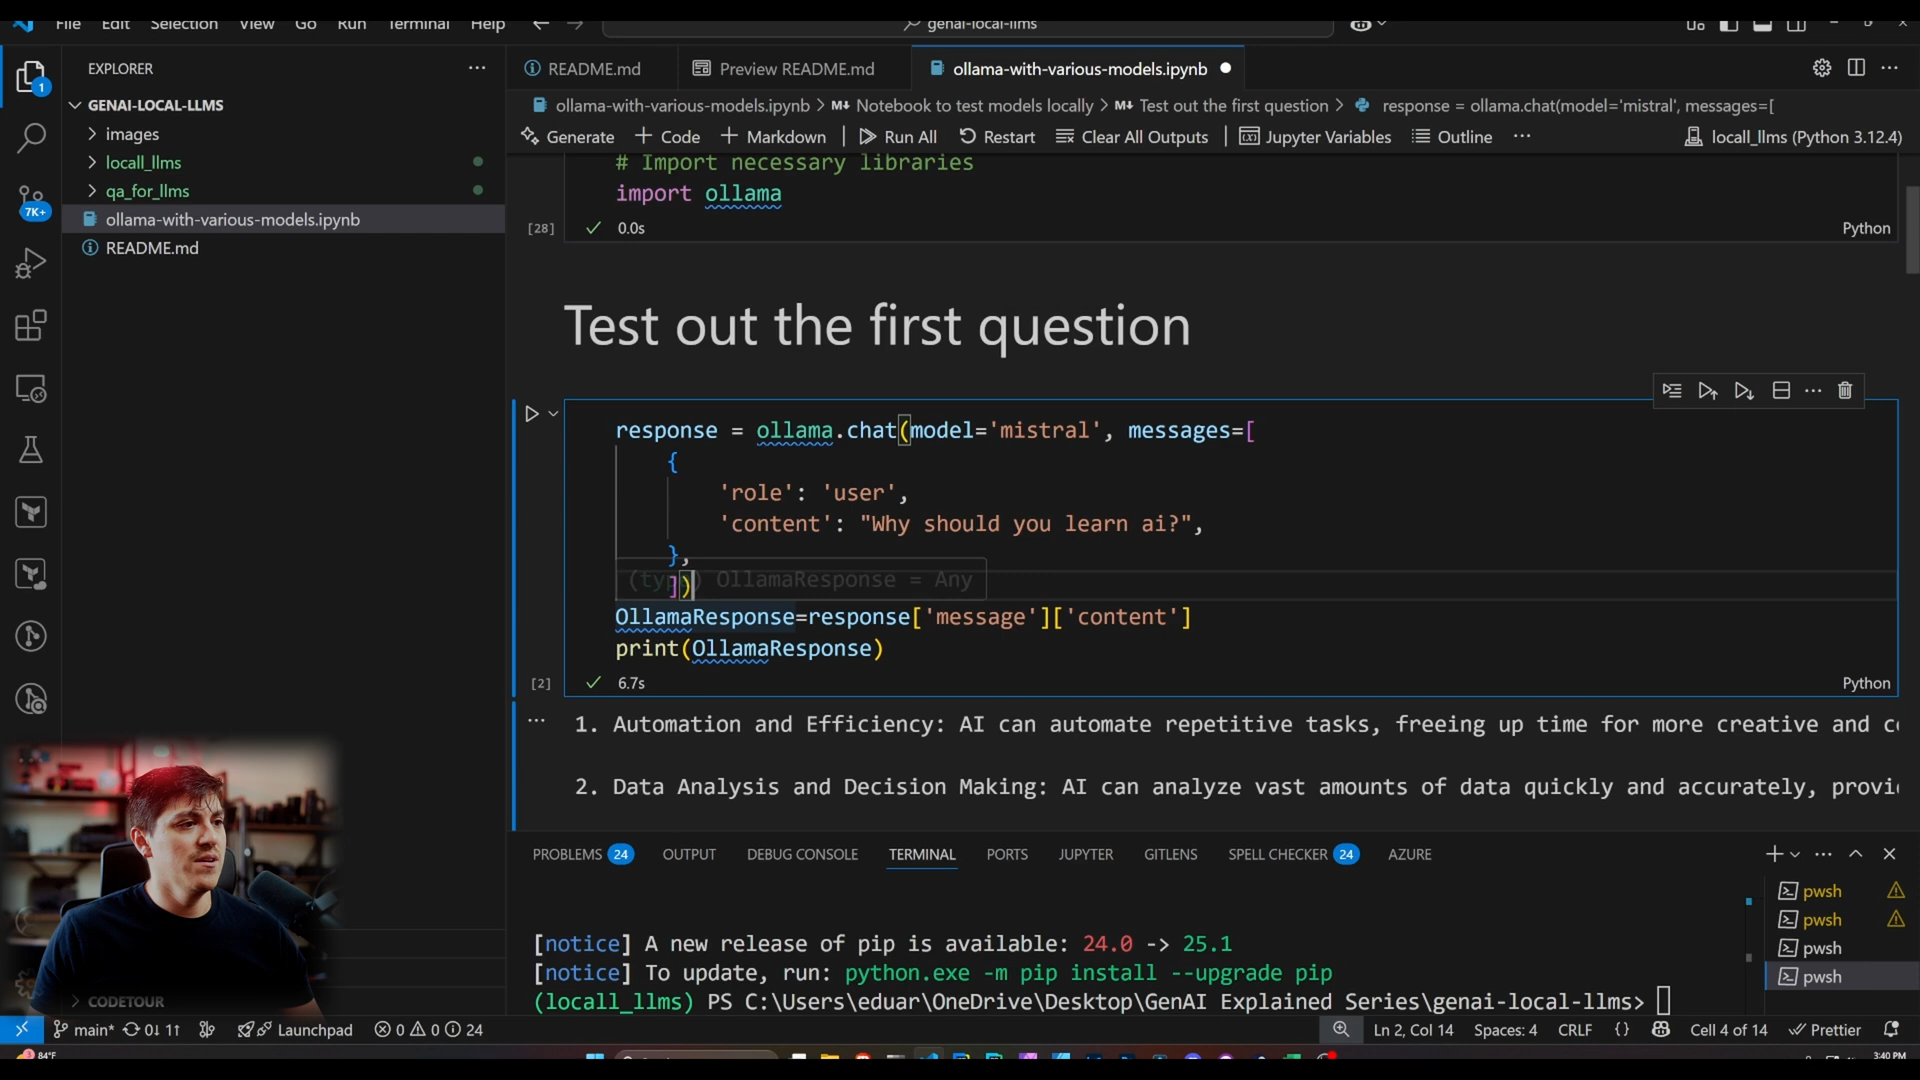 File Edit Selection View Go Run Terminal Help genai-local-llms
EXPLORER
README.md Preview README.md ollama-with-various-models.ipynb
GENAI-LOCAL-LLMS
ollama-with-various-models.ipynb > Notebook to test models locally > Test out the first question > response = ollama.chat(model='mistral', messages=[
images
Generate + Code + Markdown Run All Restart Clear All Outputs Jupyter Variables Outline ... locall_llms (Python 3.12.4)
locall_llms
qa_for_llms
ollama-with-various-models.ipynb
README.md
1
7K+
# Import necessary libraries
import ollama
[28] 0.0s Python
Test out the first question
response = ollama.chat(model='mistral', messages=[
{
'role': 'user',
'content': "Why should you learn ai?",
},
OllamaResponse = Any
])
OllamaResponse=response['message']['content']
print(OllamaResponse)
[2] 6.7s Python
1. Automation and Efficiency: AI can automate repetitive tasks, freeing up time for more creative and
2. Data Analysis and Decision Making: AI can analyze vast amounts of data quickly and accurately,
PROBLEMS 24 OUTPUT DEBUG CONSOLE TERMINAL PORTS JUPYTER GITLENS SPELL CHECKER 24 AZURE
pwsh
pwsh
pwsh
pwsh
[notice] A new release of pip is available: 24.0 -> 25.1
[notice] To update, run: python.exe -m pip install --upgrade pip
(locall_llms) PS C:\Users\eduar\OneDrive\Desktop\GenAI Explained Series\genai-local-llms>
CODETOUR
main* 0↓ 1↑ Launchpad 0 0 24 Ln 2, Col 14 Spaces: 4 CRLF {} Cell 4 of 14 Prettier
84°F 3:40 PM